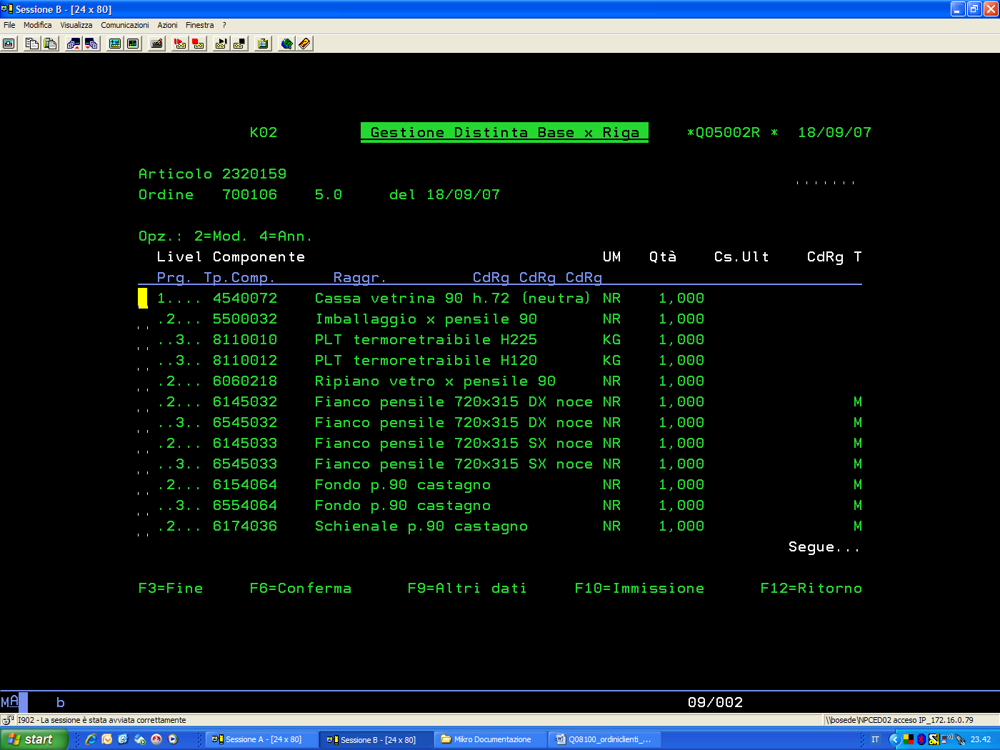 Sessione B - [24 x 80]
File Modifica Visualizza Comunicazioni Azioni Finestra ?
K02 Gestione Distinta Base x Riga *Q05002R * 18/09/07
Articolo 2320159
Ordine 700106 5.0 del 18/09/07
Opz.: 2=Mod. 4=Ann.
Livel Componente UM Qtà Cs.Ult CdRg T
Prg. Tp.Comp. Raggr. CdRg CdRg CdRg
1.... 4540072 Cassa vetrina 90 h.72 (neutra) NR 1,000
.2... 5500032 Imballaggio x pensile 90 NR 1,000
..3.. 8110010 PLT termoretraibile H225 KG 1,000
..3.. 8110012 PLT termoretraibile H120 KG 1,000
.2... 6060218 Ripiano vetro x pensile 90 NR 1,000
.2... 6145032 Fianco pensile 720x315 DX noce NR 1,000 M
..3.. 6545032 Fianco pensile 720x315 DX noce NR 1,000 M
.2... 6145033 Fianco pensile 720x315 SX noce NR 1,000 M
..3.. 6545033 Fianco pensile 720x315 SX noce NR 1,000 M
.2... 6154064 Fondo p.90 castagno NR 1,000 M
..3.. 6554064 Fondo p.90 castagno NR 1,000 M
.2... 6174036 Schienale p.90 castagno NR 1,000 M
Segue...
F3=Fine F6=Conferma F9=Altri dati F10=Immissione F12=Ritorno
MA b 09/002
I902 - La sessione è stata avviata correttamente \\bosede\NPCED02 acceso IP_172.16.0.79
start Sessione A - [24 x 80] Sessione B - [24 x 80] Mikro Documentazione Q08100_ordiniclienti_... IT 23.42